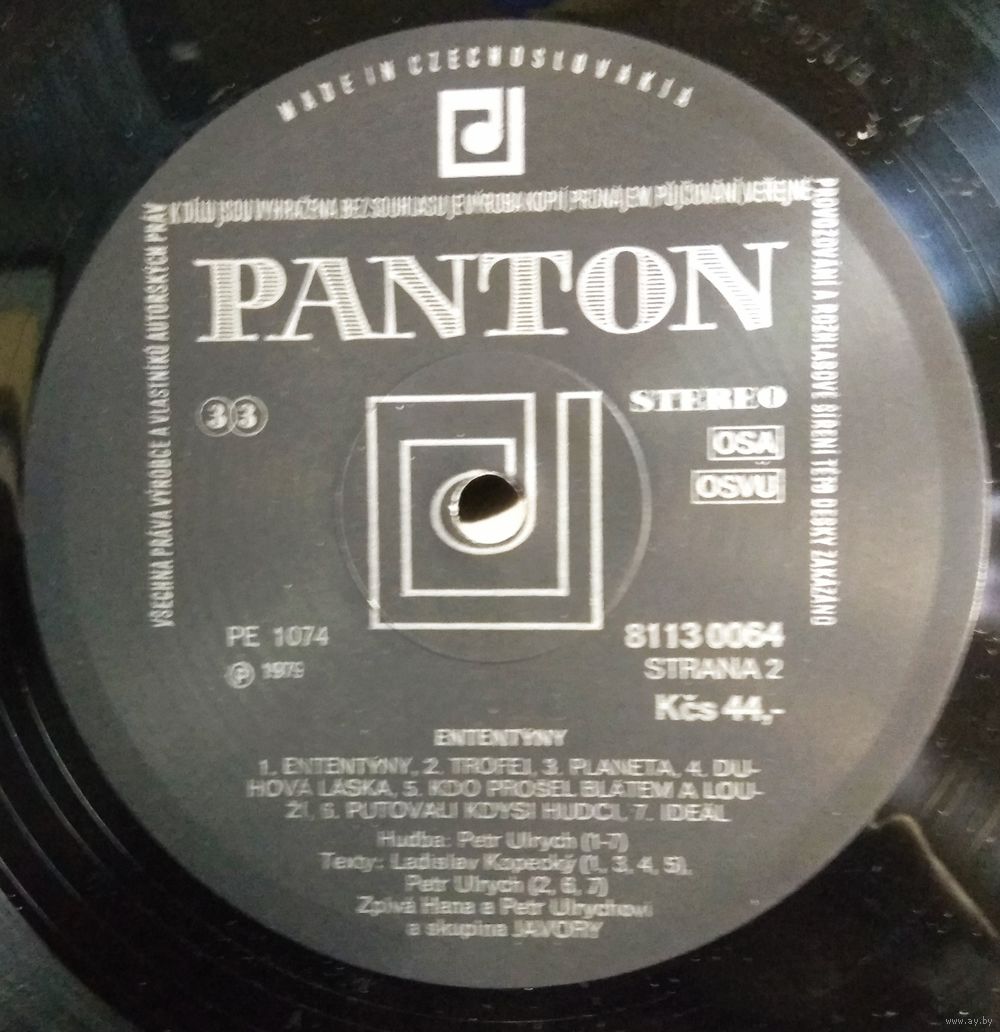 MADE IN CZECHOSLOVAKIA
VŠECHNA PRÁVA VÝROBCE A VLASTNÍKŮ AUTORSKÝCH PRÁV
K DÍLU JSOU VYHRAŽENA. BEZ SOUHLASU JE VÝROBA KOPIÍ, PRONÁJEM, PŮJČOVÁNÍ, VEŘEJNÉ
PROVOZOVÁNÍ A ROZHLASOVÉ ŠÍŘENÍ TÉTO DESKY ZAKÁZÁNO
PANTON
33
STEREO
OSA
OSVU
PE 1074
8113 0064
Ⓟ 1979
STRANA 2
Kčs 44,-
ENTENTÝNY
1. ENTENTÝNY, 2. TROFEJ, 3. PLANETA, 4. DU-
HOVÁ LÁSKA, 5. KDO PROŠEL BLÁTEM A LOU-
ŽÍ, 6. PUTOVALI KDYSI HUDCI, 7. IDEÁL
Hudba: Petr Ulrych (1-7)
Texty: Ladislav Kopecký (1, 3, 4, 5),
Petr Ulrych (2, 6, 7)
Zpívá Hana a Petr Ulrychovi
a skupina JAVORY
www.ay.by